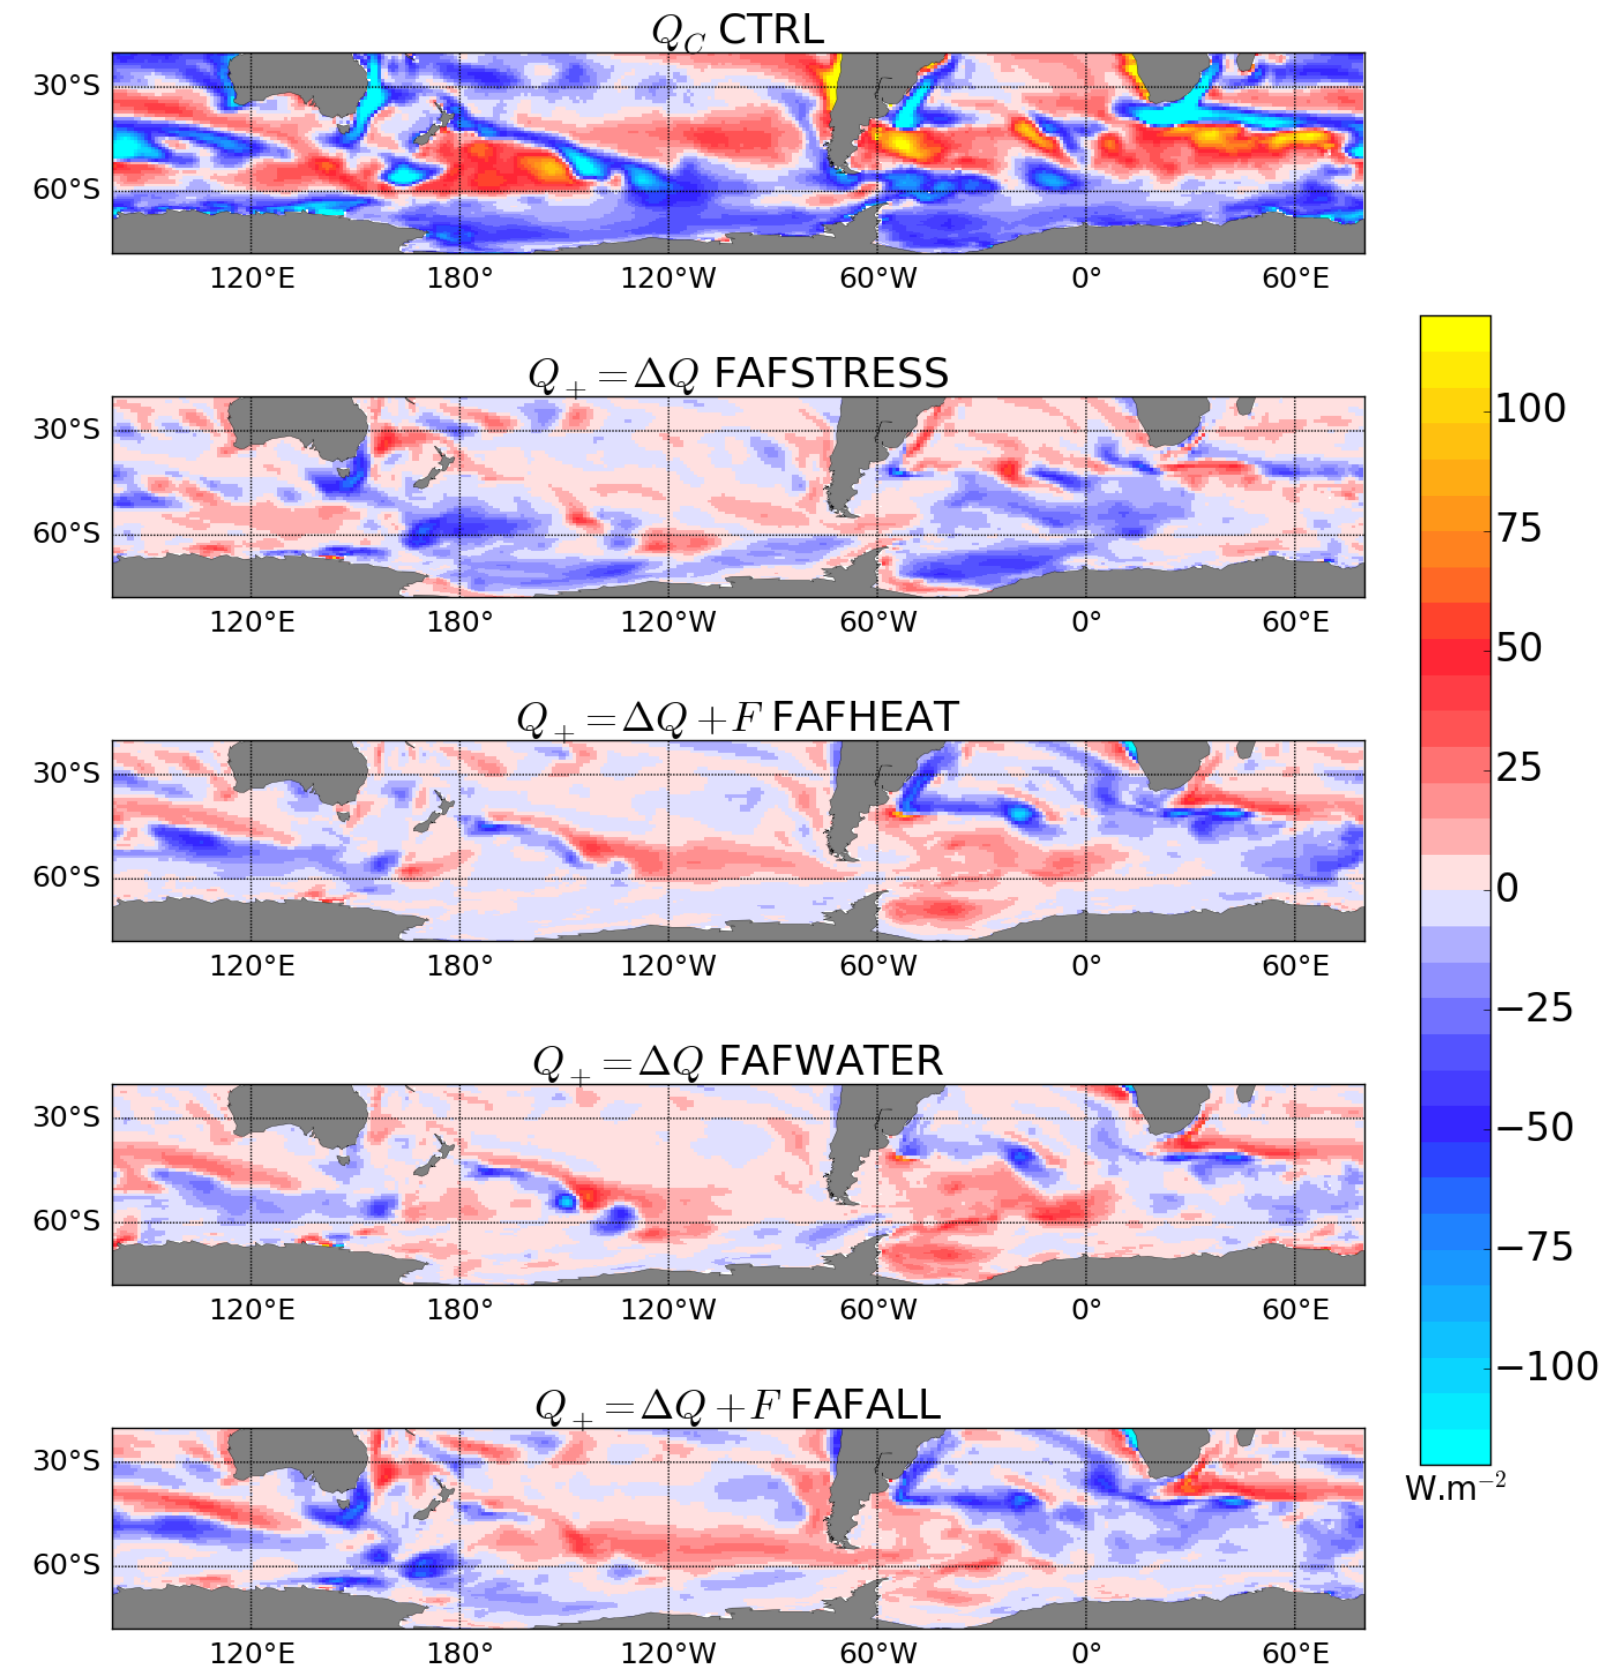 Q_C CTRL
30°S
60°S
120°E 180° 120°W 60°W 0° 60°E
Q_+ = ΔQ FAFSTRESS
30°S
60°S
120°E 180° 120°W 60°W 0° 60°E
Q_+ = ΔQ + F FAFHEAT
30°S
60°S
120°E 180° 120°W 60°W 0° 60°E
Q_+ = ΔQ FAFWATER
30°S
60°S
120°E 180° 120°W 60°W 0° 60°E
Q_+ = ΔQ + F FAFALL
30°S
60°S
120°E 180° 120°W 60°W 0° 60°E
100
75
50
25
0
−25
−50
−75
−100
W.m⁻²